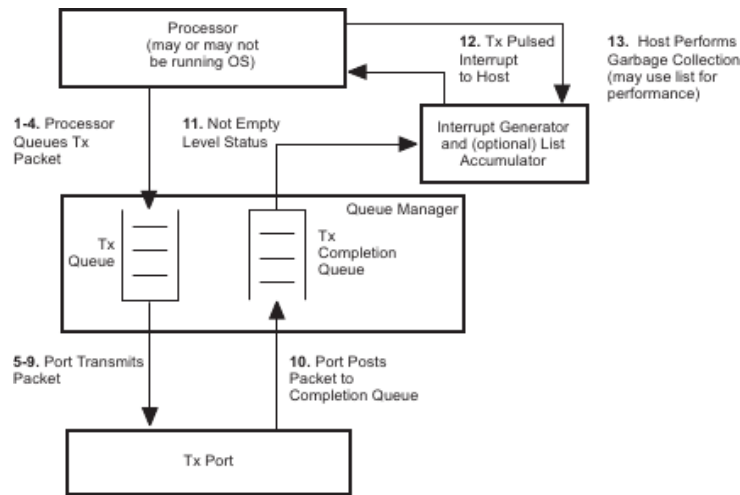 Processor
(may or may not
be running OS)
12. Tx Pulsed
Interrupt
to Host
13. Host Performs
Garbage Collection
(may use list for
performance)
1-4. Processor
Queues Tx
Packet
11. Not Empty
Level Status
Interrupt Generator
and (optional) List
Accumulator
Queue Manager
Tx
Queue
Tx
Completion
Queue
5-9. Port Transmits
Packet
10. Port Posts
Packet to
Completion Queue
Tx Port